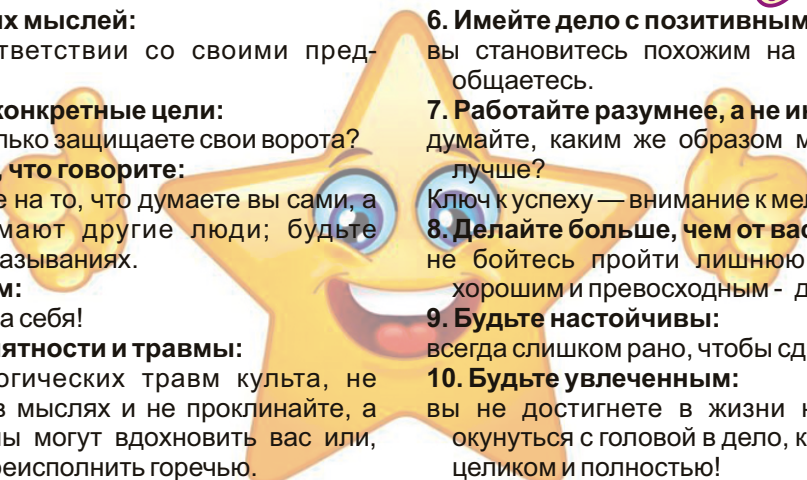 их мыслей:
тветствии со своими пред-
конкретные цели:
лько защищаете свои ворота?
, что говорите:
е на то, что думаете вы сами, а
мают другие люди; будьте
азываниях.
м:
а себя!
иятности и травмы:
огических травм культа, не
в мыслях и не проклинайте, а
ны могут вдохновить вас или,
реисполнить горечью.
6. Имейте дело с позитивным
вы становитесь похожим на
общаетесь.
7. Работайте разумнее, а не ин
думайте, каким же образом м
лучше?
Ключ к успеху — внимание к мел
8. Делайте больше, чем от вас
не бойтесь пройти лишнюю
хорошим и превосходным - д
9. Будьте настойчивы:
всегда слишком рано, чтобы сд
10. Будьте увлеченным:
вы не достигнете в жизни н
окунуться с головой в дело, к
целиком и полностью!